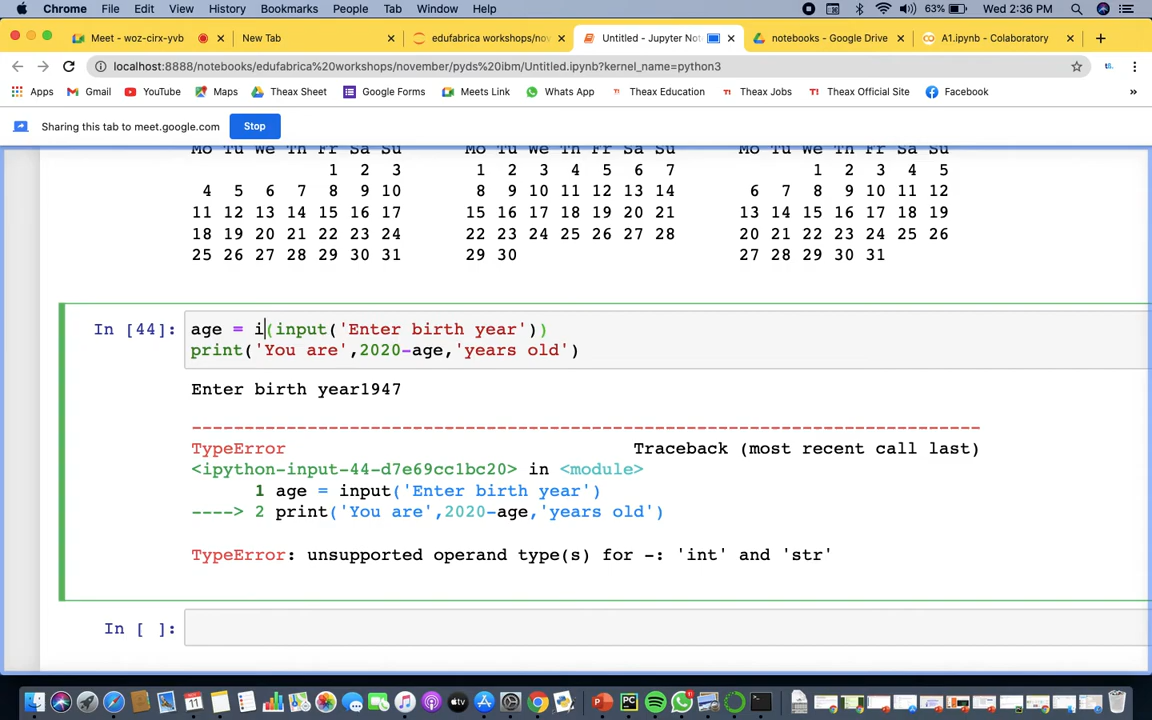 Chrome File Edit View History Bookmarks People Tab Window Help 63% Wed 2:36 PM
Meet - woz-cirx-yvb New Tab edufabrica workshops/nov Untitled - Jupyter Not notebooks - Google Drive A1.ipynb - Colaboratory
localhost:8888/notebooks/edufabrica%20workshops/november/pyds%20ibm/Untitled.ipynb?kernel_name=python3
Apps Gmail YouTube Maps Theax Sheet Google Forms Meets Link Whats App Theax Education Theax Jobs Theax Official Site Facebook »
Sharing this tab to meet.google.com Stop
Mo Tu We Th Fr Sa Su Mo Tu We Th Fr Sa Su Mo Tu We Th Fr Sa Su
1 2 3 1 2 3 4 5 6 7 1 2 3 4 5
4 5 6 7 8 9 10 8 9 10 11 12 13 14 6 7 8 9 10 11 12
11 12 13 14 15 16 17 15 16 17 18 19 20 21 13 14 15 16 17 18 19
18 19 20 21 22 23 24 22 23 24 25 26 27 28 20 21 22 23 24 25 26
25 26 27 28 29 30 31 29 30 27 28 29 30 31
In [44]: age = i(input('Enter birth year'))
print('You are',2020-age,'years old')
Enter birth year1947
---------------------------------------------------------------------------
TypeError Traceback (most recent call last)
<ipython-input-44-d7e69cc1bc20> in <module>
1 age = input('Enter birth year')
----> 2 print('You are',2020-age,'years old')
TypeError: unsupported operand type(s) for -: 'int' and 'str'
In [ ]: